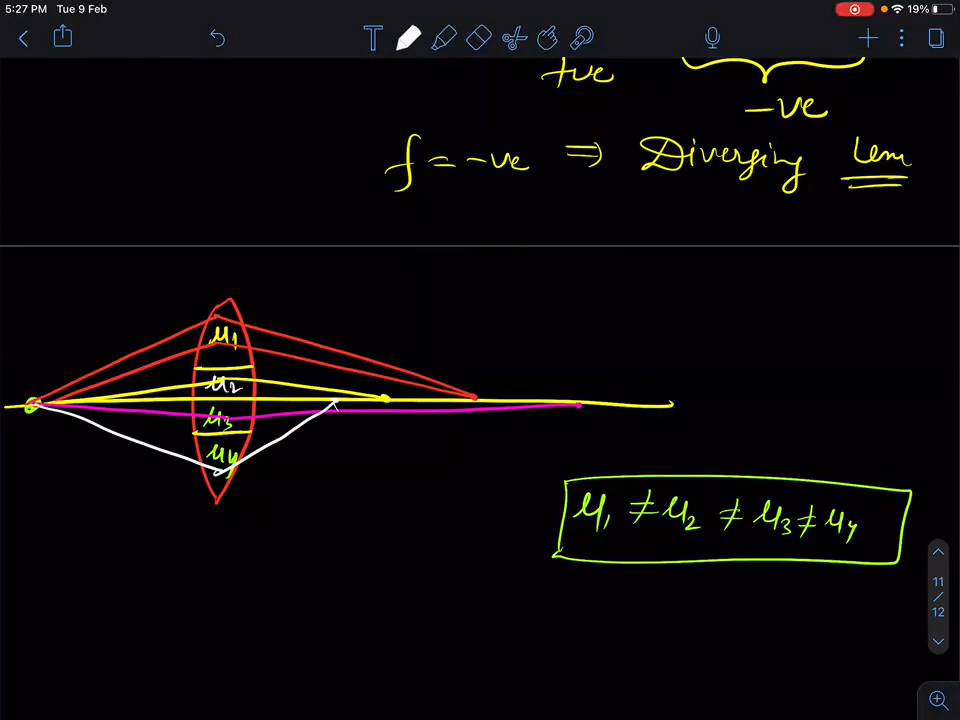 5:27 PM Tue 9 Feb 19%
T
+ve
-ve
f = -ve ⇒ Diverging lens
μ1
μ2
μ3
μ4
μ1 ≠ μ2 ≠ μ3 ≠ μ4
11
/
12